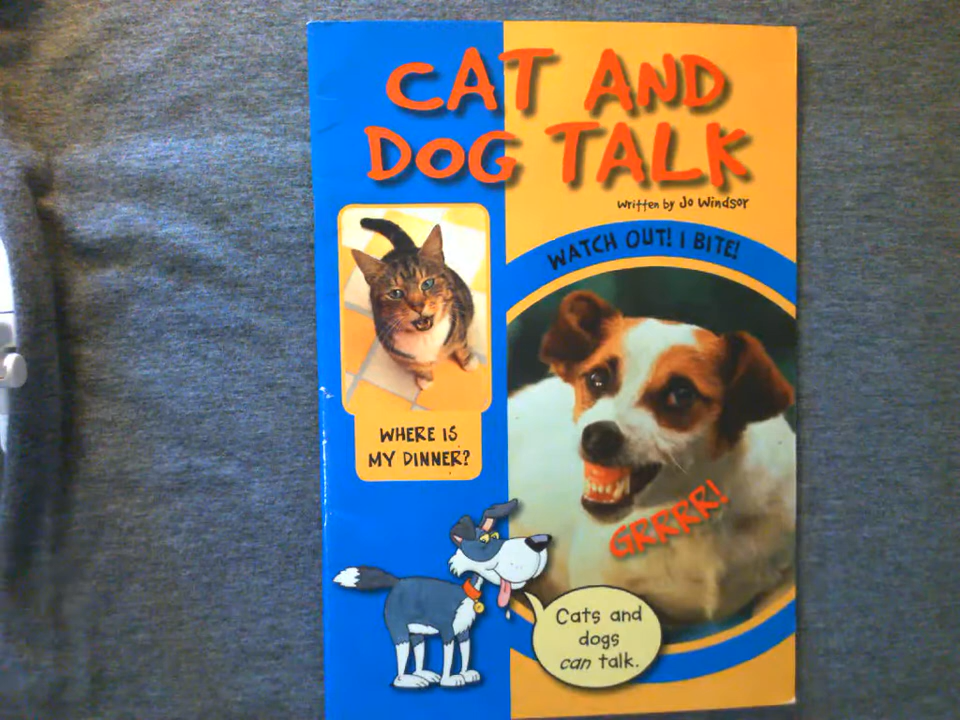 CAT AND
DOG TALK
written by Jo Windsor
WATCH OUT! I BITE!
WHERE IS
MY DINNER?
GRRRR!
Cats and
dogs
can talk.